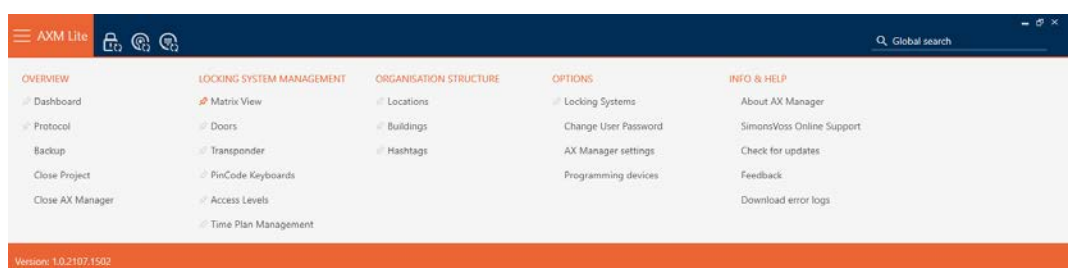 AXM Lite
Global search
OVERVIEW
Dashboard
Protocol
Backup
Close Project
Close AX Manager
LOCKING SYSTEM MANAGEMENT
Matrix View
Doors
Transponder
PinCode Keyboards
Access Levels
Time Plan Management
ORGANISATION STRUCTURE
Locations
Buildings
Hashtags
OPTIONS
Locking Systems
Change User Password
AX Manager settings
Programming devices
INFO & HELP
About AX Manager
SimonsVoss Online Support
Check for updates
Feedback
Download error logs
Version: 1.0.2107.1502